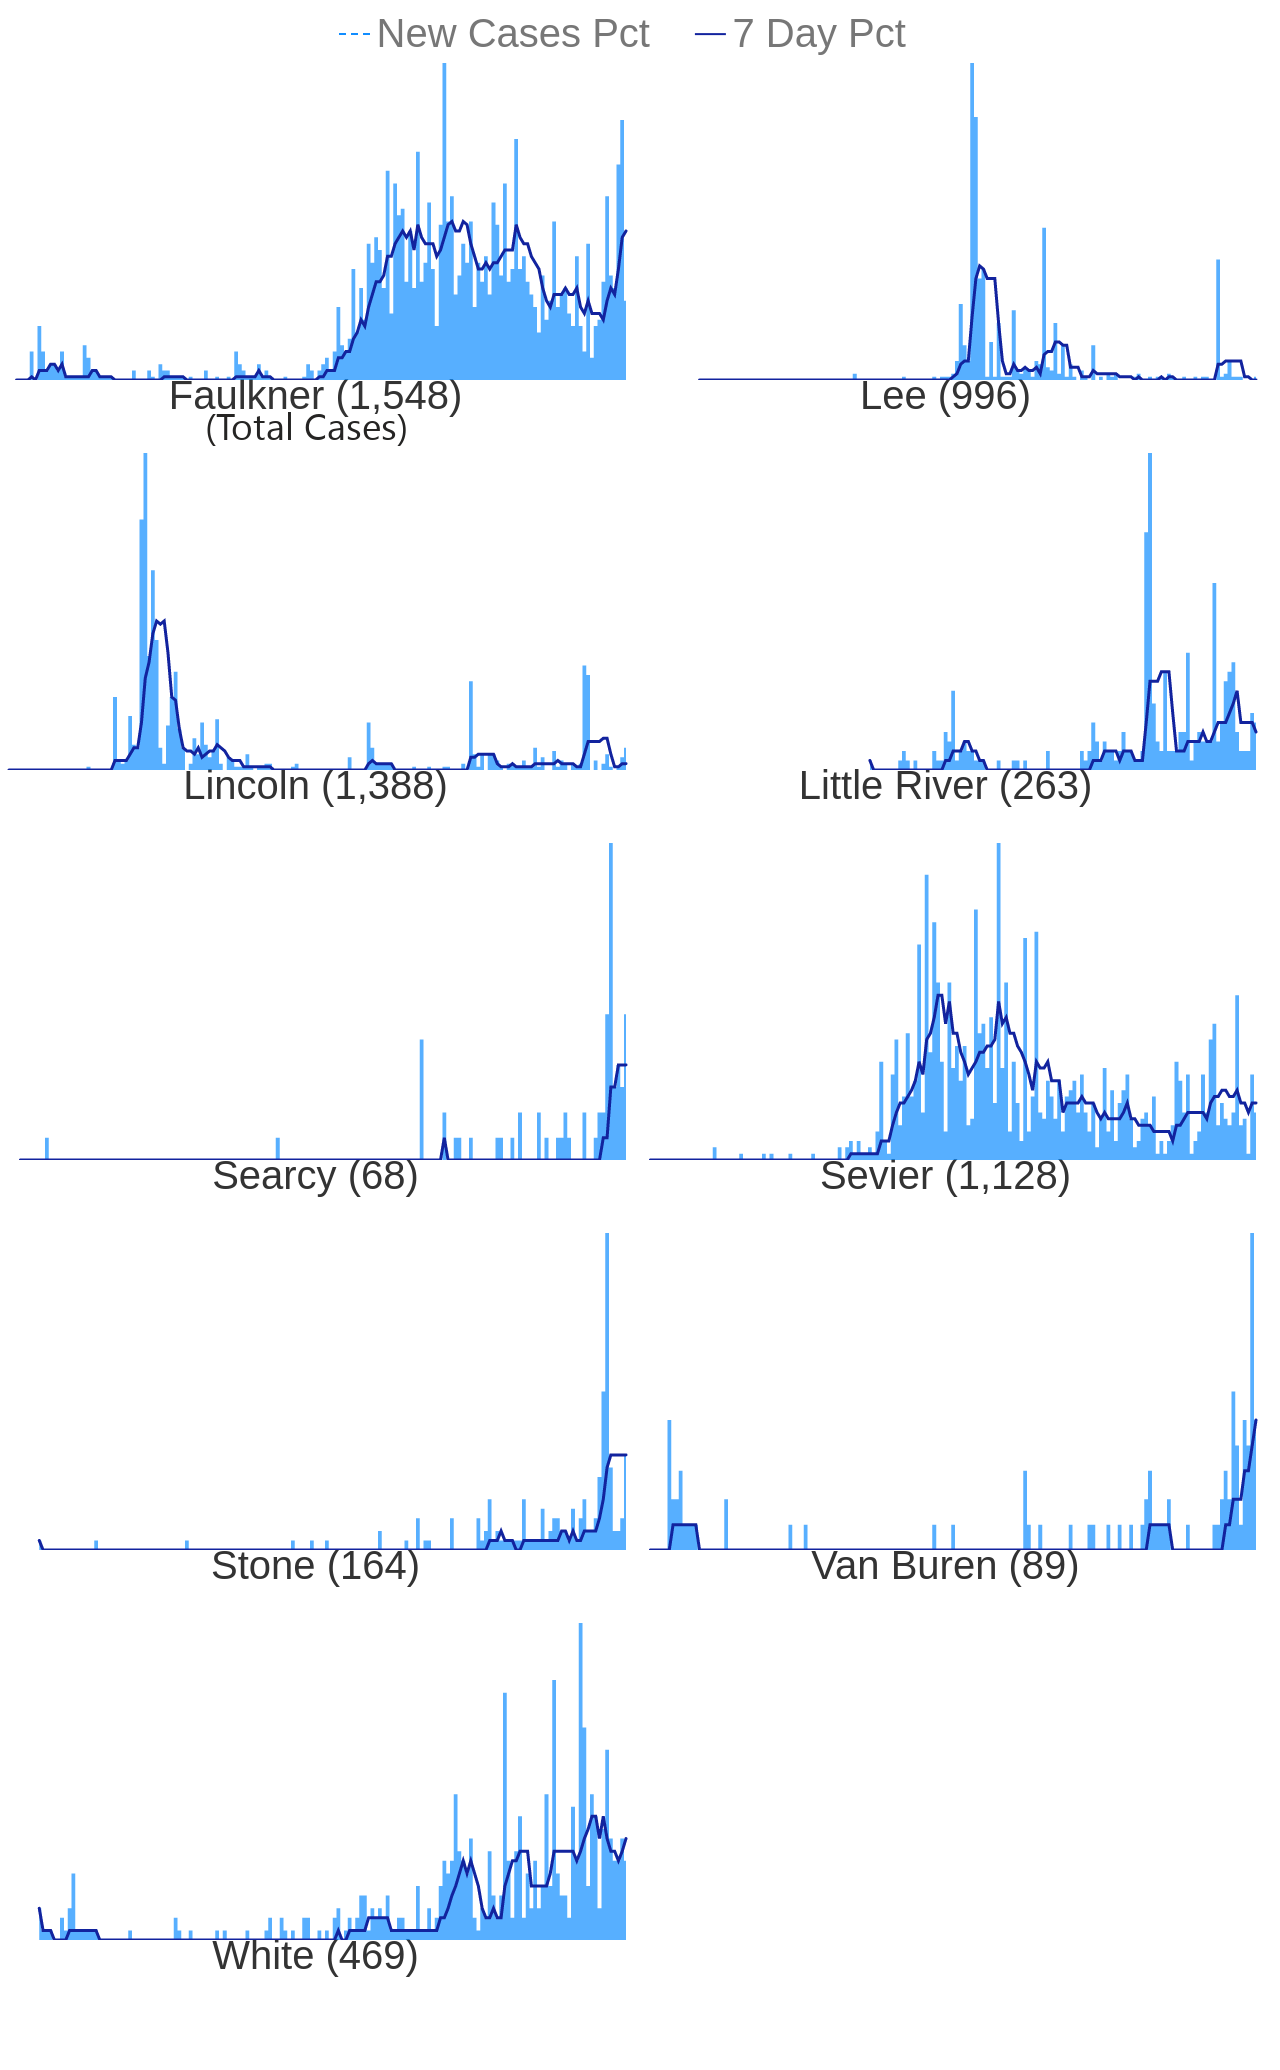 New Cases Pct 7 Day Pct
Faulkner (1,548) Lee (996)
(Total Cases)
Lincoln (1,388) Little River (263)
Searcy (68) Sevier (1,128)
Stone (164) Van Buren (89)
White (469)